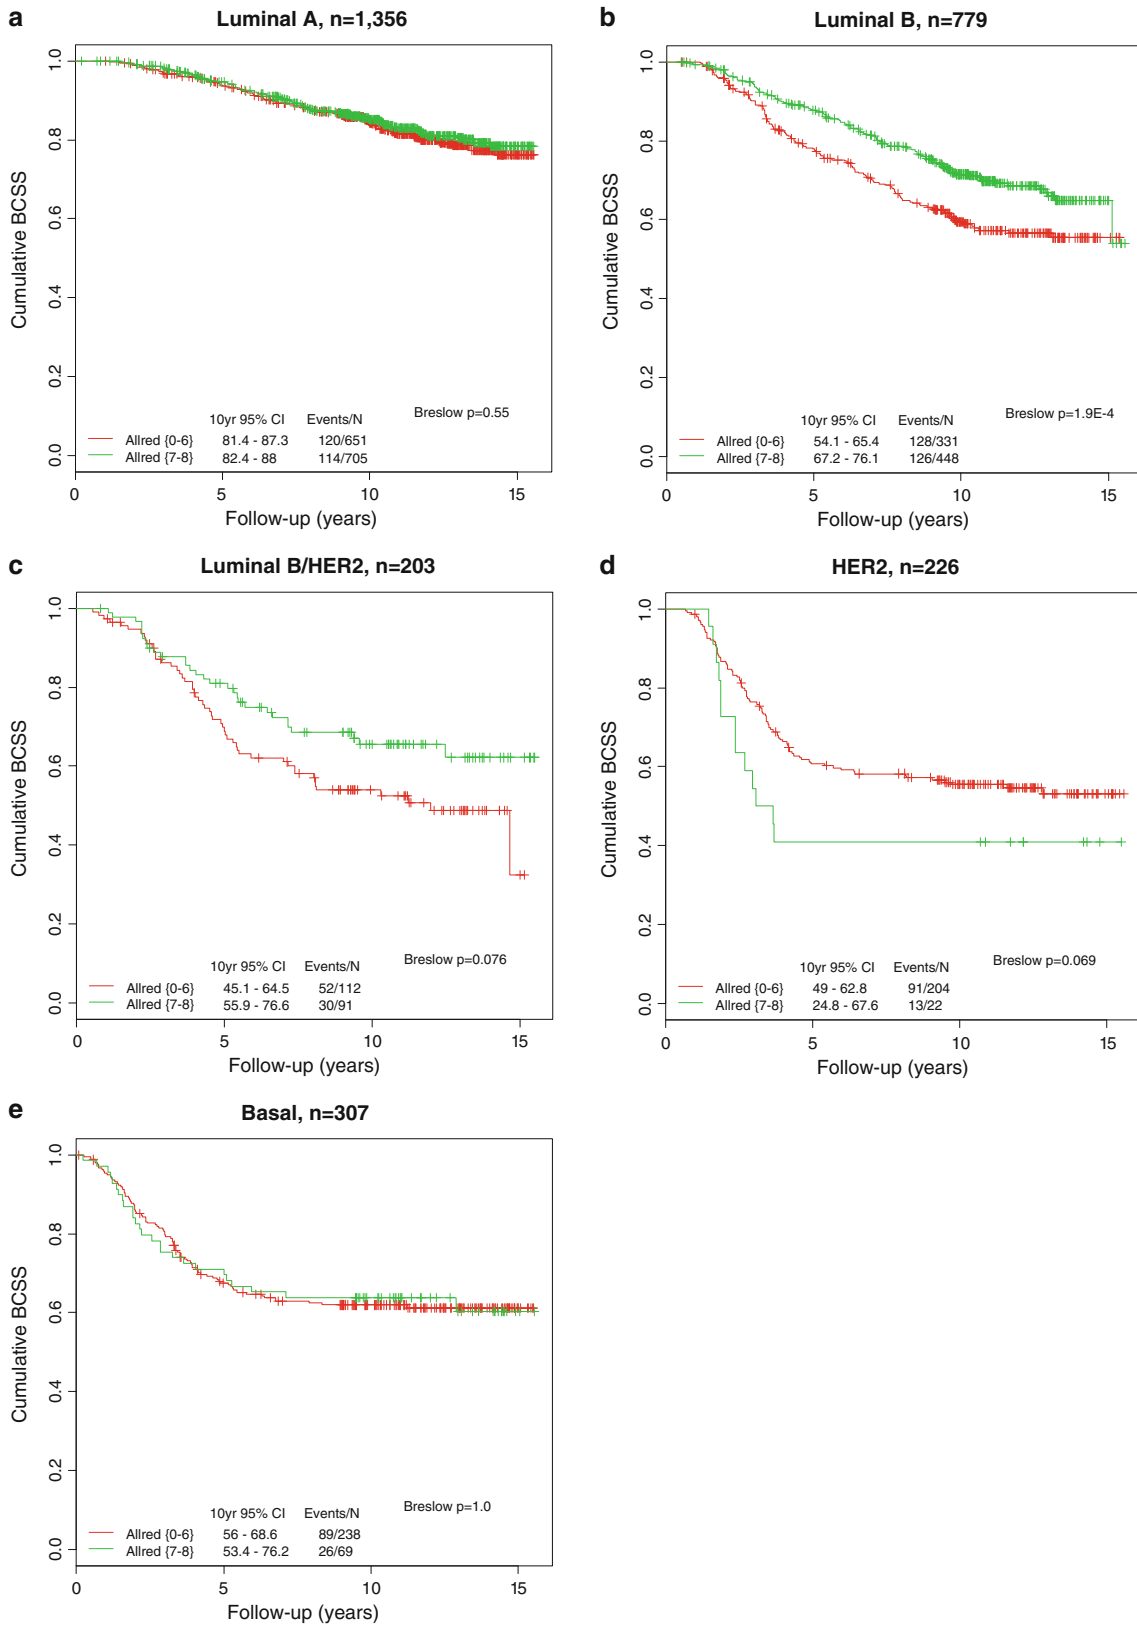 a
Luminal A, n=1,356
Cumulative BCSS
1.0
0.8
0.6
0.4
0.2
0.0
Breslow p=0.55
10yr 95% CI Events/N
Allred {0-6} 81.4 - 87.3 120/651
Allred {7-8} 82.4 - 88 114/705
0 5 10 15
Follow-up (years)
b
Luminal B, n=779
Cumulative BCSS
1.0
0.8
0.6
0.4
0.2
0.0
Breslow p=1.9E-4
10yr 95% CI Events/N
Allred {0-6} 54.1 - 65.4 128/331
Allred {7-8} 67.2 - 76.1 126/448
0 5 10 15
Follow-up (years)
c
Luminal B/HER2, n=203
Cumulative BCSS
1.0
0.8
0.6
0.4
0.2
0.0
Breslow p=0.076
10yr 95% CI Events/N
Allred {0-6} 45.1 - 64.5 52/112
Allred {7-8} 55.9 - 76.6 30/91
0 5 10 15
Follow-up (years)
d
HER2, n=226
Cumulative BCSS
1.0
0.8
0.6
0.4
0.2
0.0
Breslow p=0.069
10yr 95% CI Events/N
Allred {0-6} 49 - 62.8 91/204
Allred {7-8} 24.8 - 67.6 13/22
0 5 10 15
Follow-up (years)
e
Basal, n=307
Cumulative BCSS
1.0
0.8
0.6
0.4
0.2
0.0
Breslow p=1.0
10yr 95% CI Events/N
Allred {0-6} 56 - 68.6 89/238
Allred {7-8} 53.4 - 76.2 26/69
0 5 10 15
Follow-up (years)